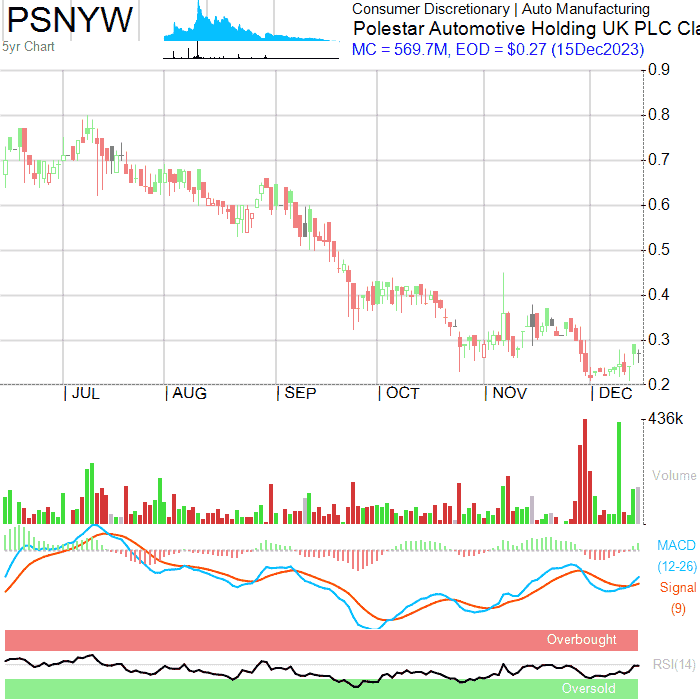 PSNYW
5yr Chart
Consumer Discretionary | Auto Manufacturing
Polestar Automotive Holding UK PLC Cla
MC = 569.7M, EOD = $0.27 (15Dec2023)
0.9
0.8
0.7
0.6
0.5
0.4
0.3
0.2
| JUL | AUG | SEP | OCT | NOV | DEC
436k
Volume
MACD
(12-26)
Signal
(9)
Overbought
RSI(14)
Oversold